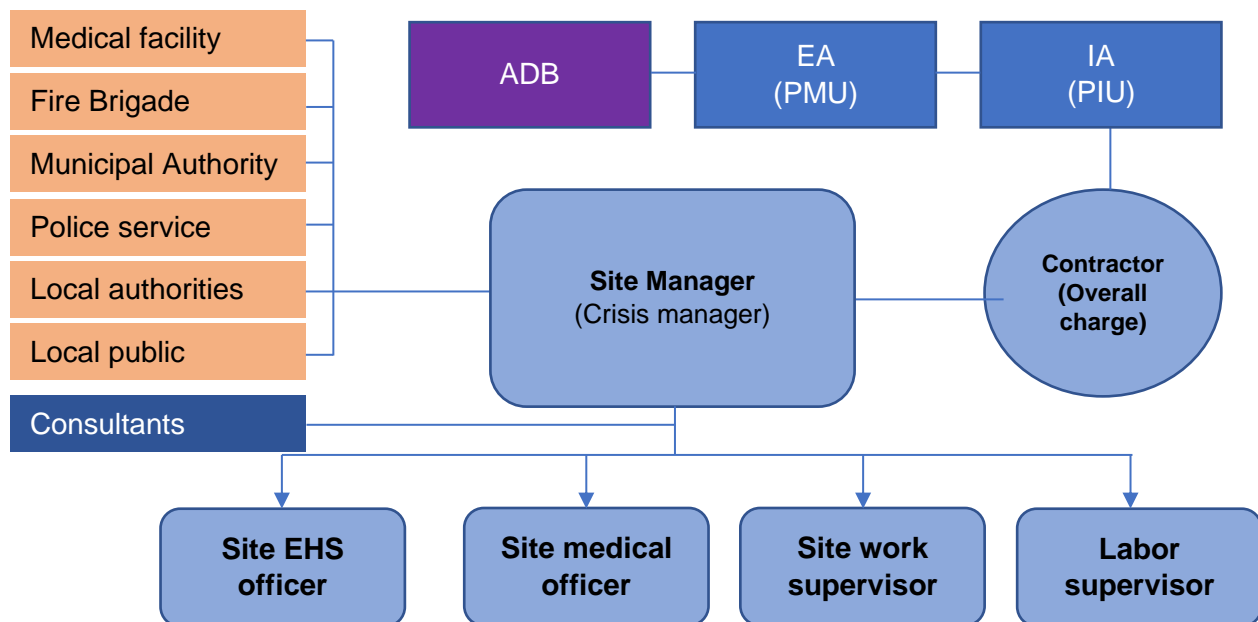 Medical facility
Fire Brigade
Municipal Authority
Police service
Local authorities
Local public
Consultants
ADB
EA
(PMU)
IA
(PIU)
Site Manager
(Crisis manager)
Contractor
(Overall
charge)
Site EHS
officer
Site medical
officer
Site work
supervisor
Labor
supervisor